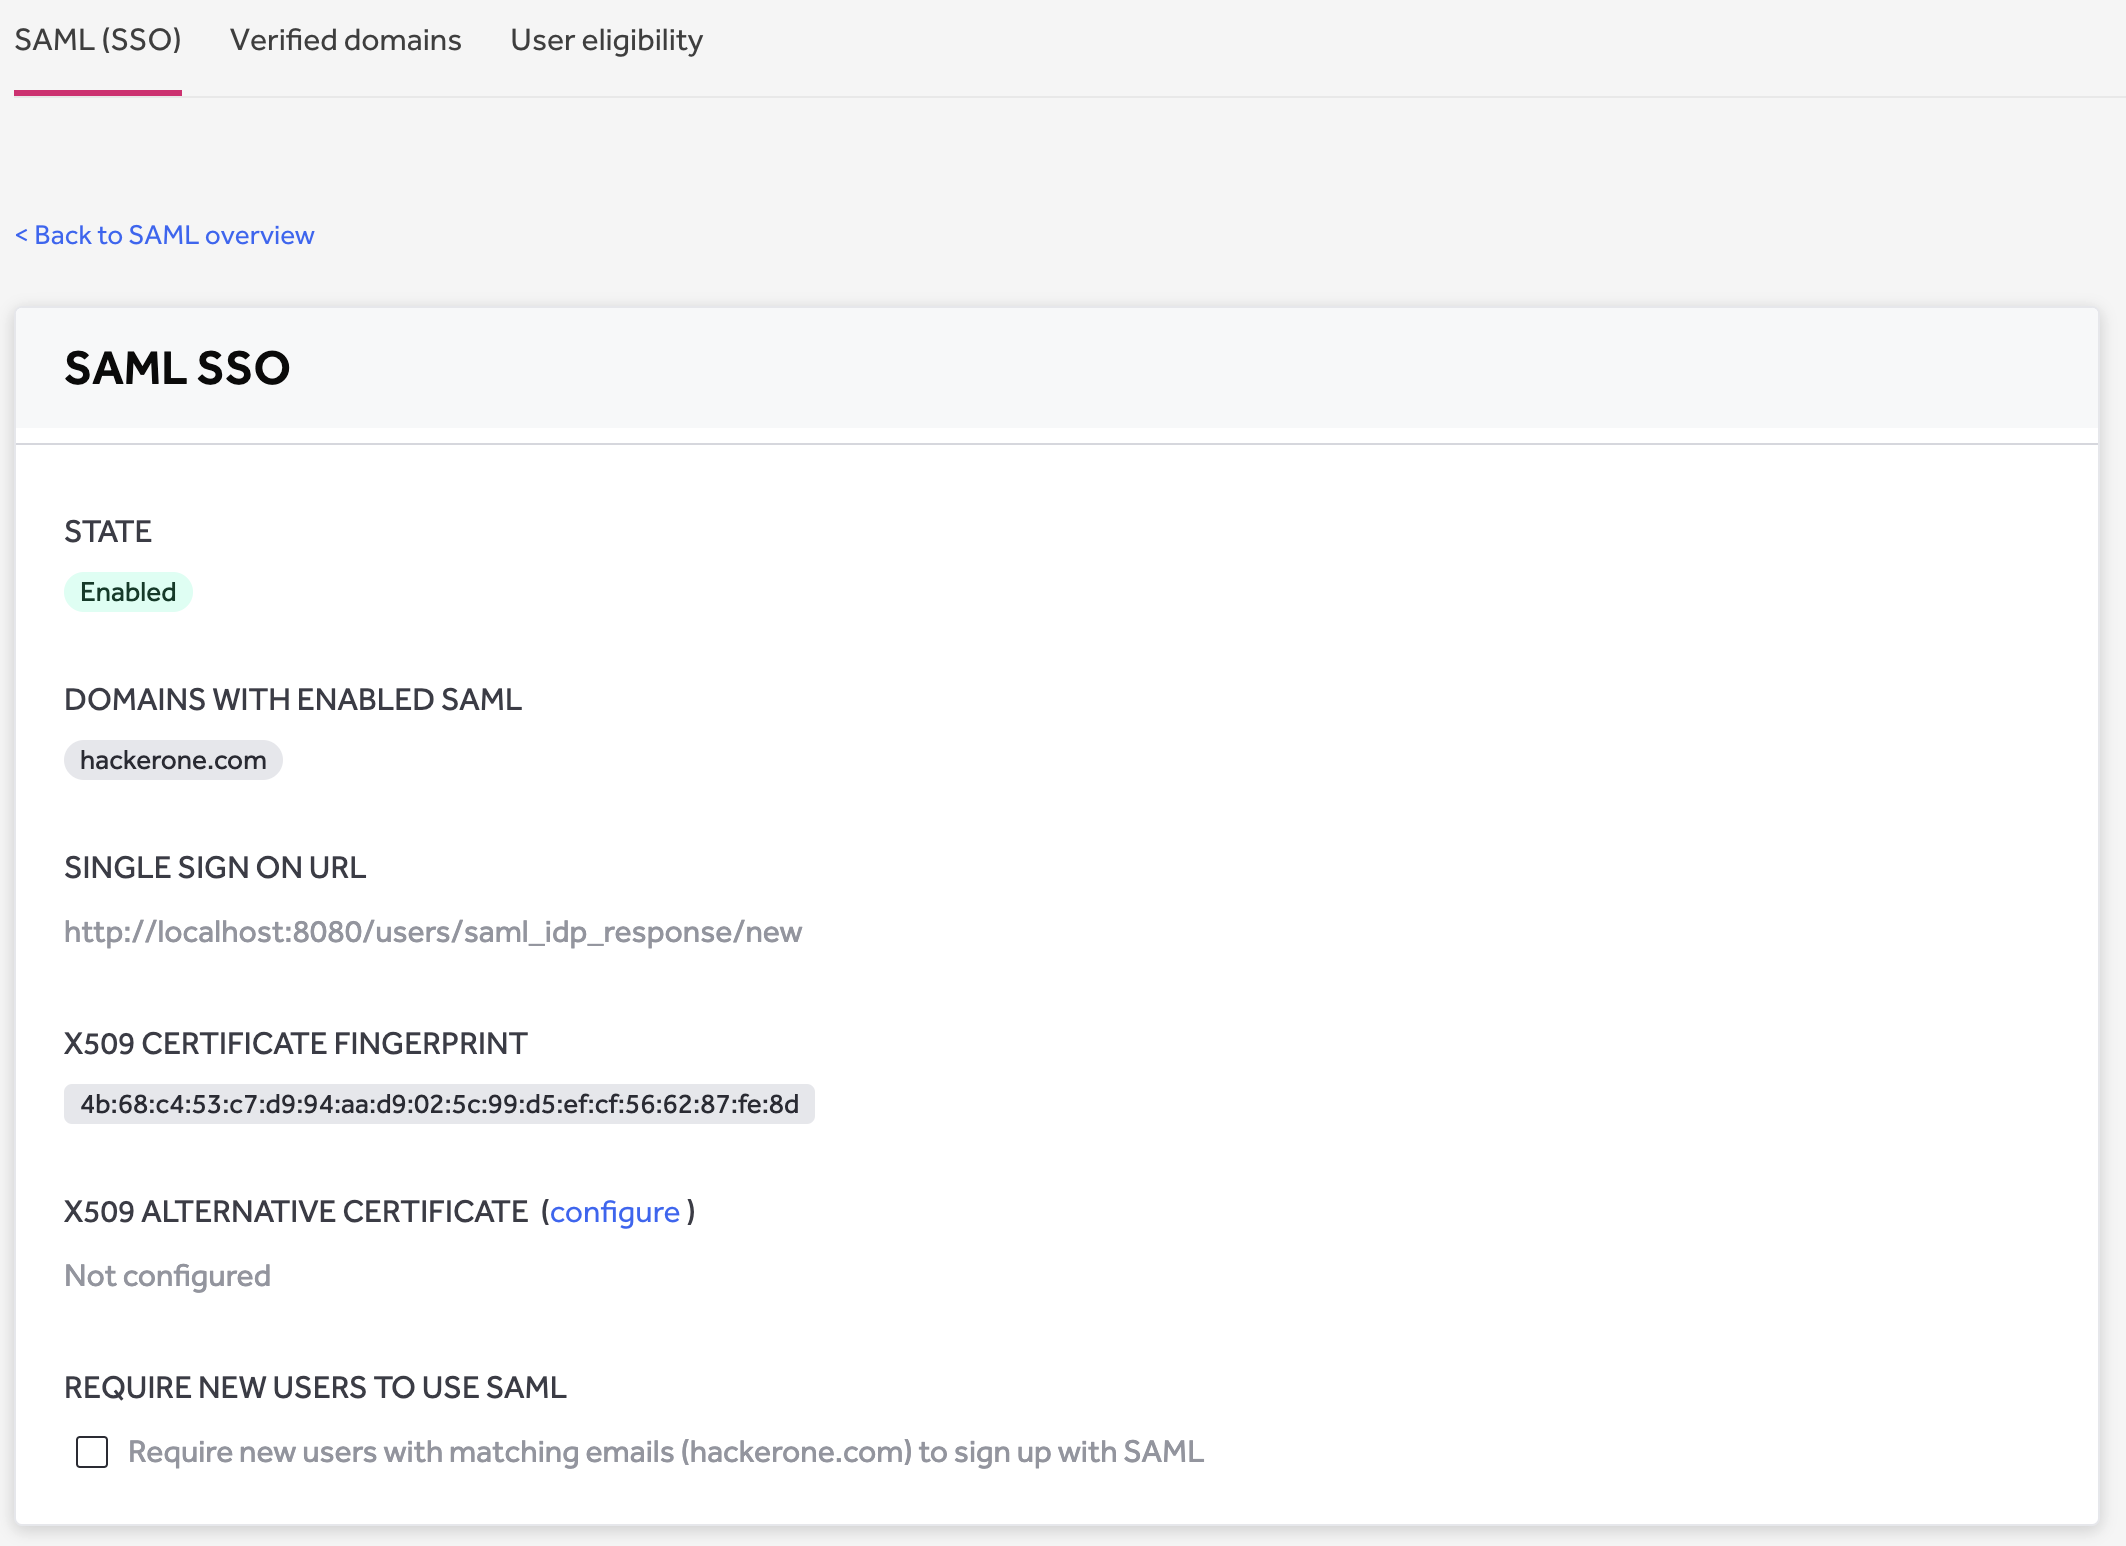 SAML (SSO) Verified domains User eligibility
< Back to SAML overview
SAML SSO
STATE
Enabled
DOMAINS WITH ENABLED SAML
hackerone.com
SINGLE SIGN ON URL
http://localhost:8080/users/saml_idp_response/new
X509 CERTIFICATE FINGERPRINT
4b:68:c4:53:c7:d9:94:aa:d9:02:5c:99:d5:ef:cf:56:62:87:fe:8d
X509 ALTERNATIVE CERTIFICATE (configure )
Not configured
REQUIRE NEW USERS TO USE SAML
Require new users with matching emails (hackerone.com) to sign up with SAML